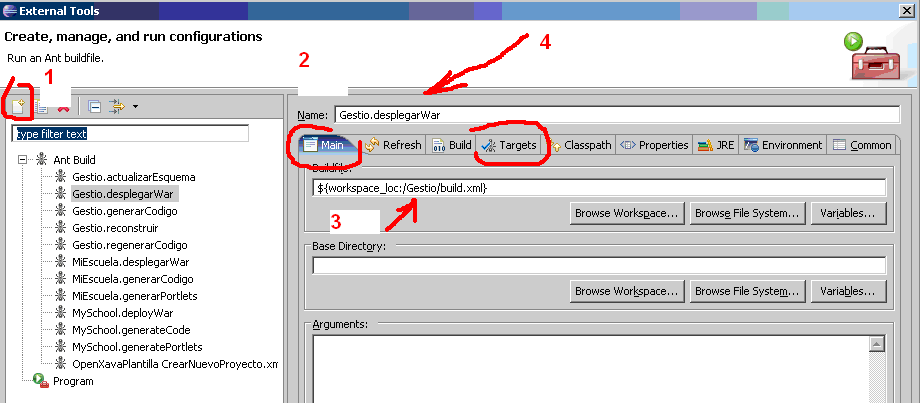 External Tools
Create, manage, and run configurations
Run an Ant buildfile.
1
2
4
type filter text
Ant Build
Gestio.actualizarEsquema
Gestio.desplegarWar
Gestio.generarCodigo
Gestio.reconstruir
Gestio.regenerarCodigo
MiEscuela.desplegarWar
MiEscuela.generarCodigo
MiEscuela.generarPortlets
MySchool.deployWar
MySchool.generateCode
MySchool.generatePortlets
OpenXavaPlantilla CrearNuevoProyecto.xm
Program
Name: Gestio.desplegarWar
Main Refresh Build Targets Classpath Properties JRE Environment Common
Buildfile:
${workspace_loc:/Gestio/build.xml}
3
Browse Workspace... Browse File System... Variables...
Base Directory:
Browse Workspace... Browse File System... Variables...
Arguments: